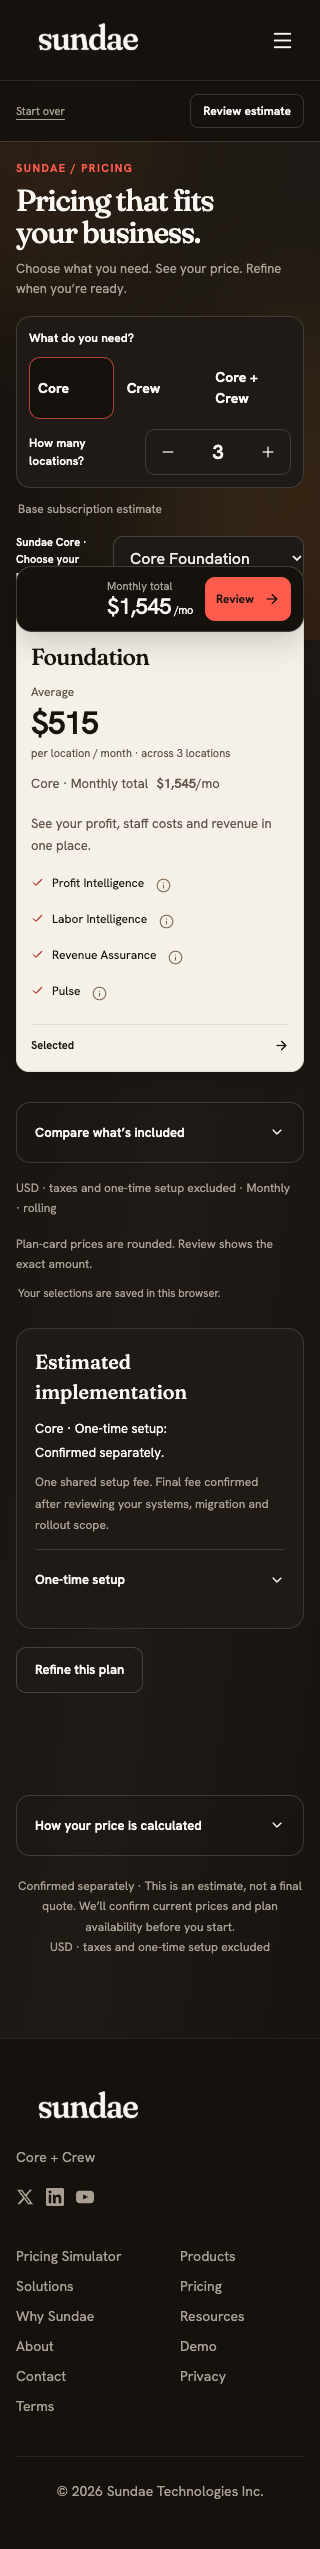 sundae
Start over
Review estimate
SUNDAE / PRICING
Pricing that fits
your business.
Choose what you need. See your price. Refine
when you’re ready.
What do you need?
Core
Crew
Core +
Crew
How many
locations?
3
Base subscription estimate
Sundae Core ·
Choose your
Core Foundation
Monthly total
$1,545 /mo
Review
Foundation
Average
$515
per location / month · across 3 locations
Core · Monthly total $1,545/mo
See your profit, staff costs and revenue in
one place.
Profit Intelligence
Labor Intelligence
Revenue Assurance
Pulse
Selected
Compare what’s included
USD · taxes and one-time setup excluded · Monthly
· rolling
Plan-card prices are rounded. Review shows the
exact amount.
Your selections are saved in this browser.
Estimated
implementation
Core · One-time setup:
Confirmed separately.
One shared setup fee. Final fee confirmed
after reviewing your systems, migration and
rollout scope.
One-time setup
Refine this plan
How your price is calculated
Confirmed separately · This is an estimate, not a final
quote. We’ll confirm current prices and plan
availability before you start.
USD · taxes and one-time setup excluded
sundae
Core + Crew
Pricing Simulator
Products
Solutions
Pricing
Why Sundae
Resources
About
Demo
Contact
Privacy
Terms
© 2026 Sundae Technologies Inc.